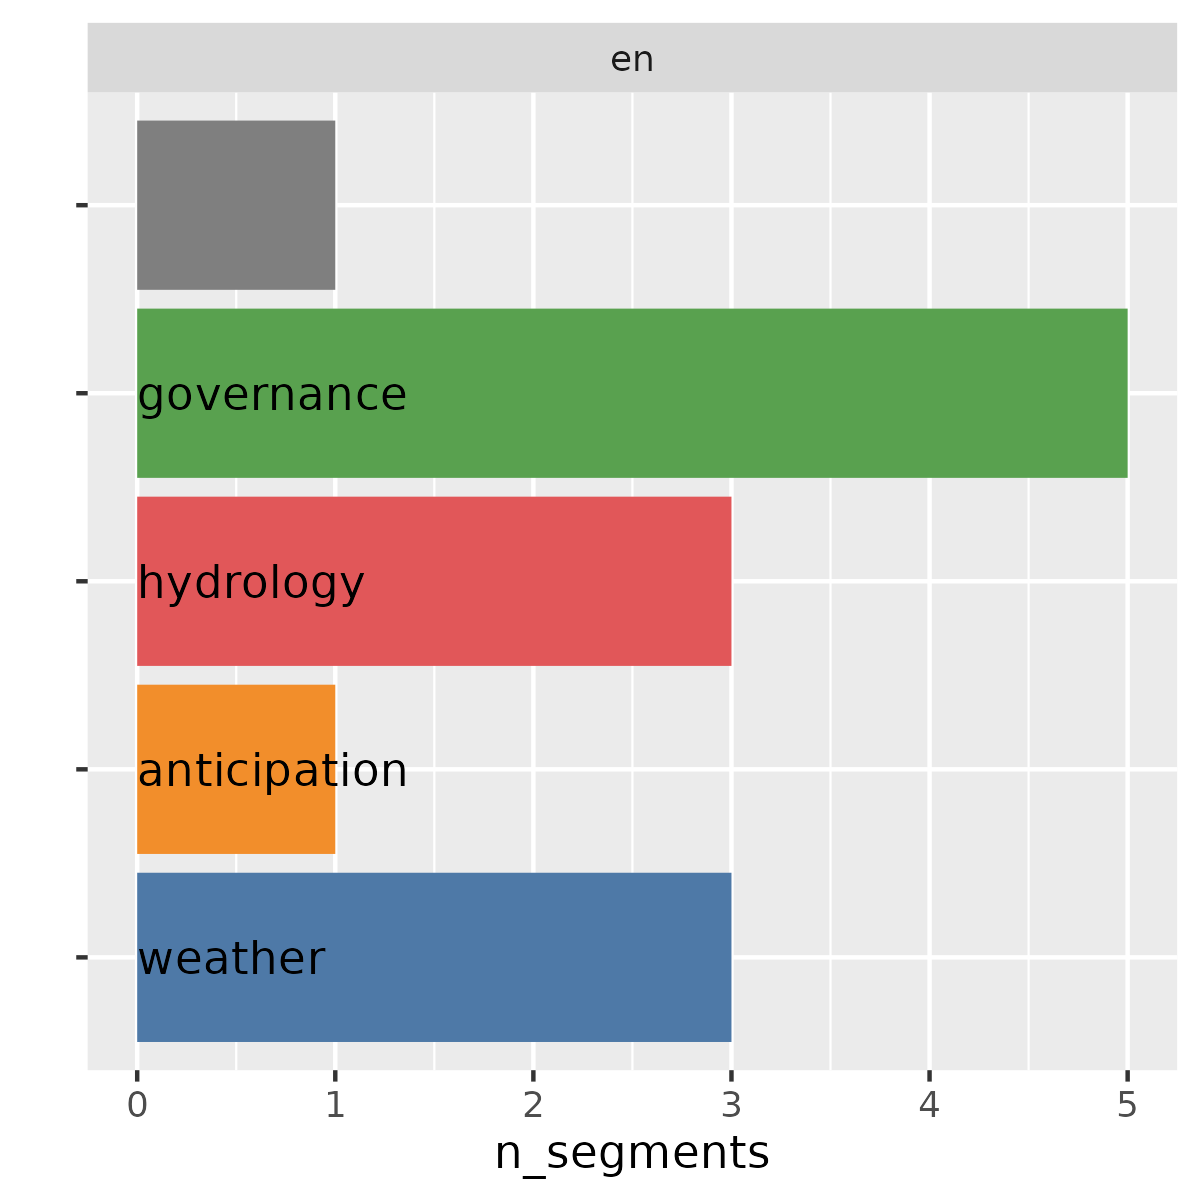 en
governance
hydrology
anticipation
weather
0 1 2 3 4 5
n_segments